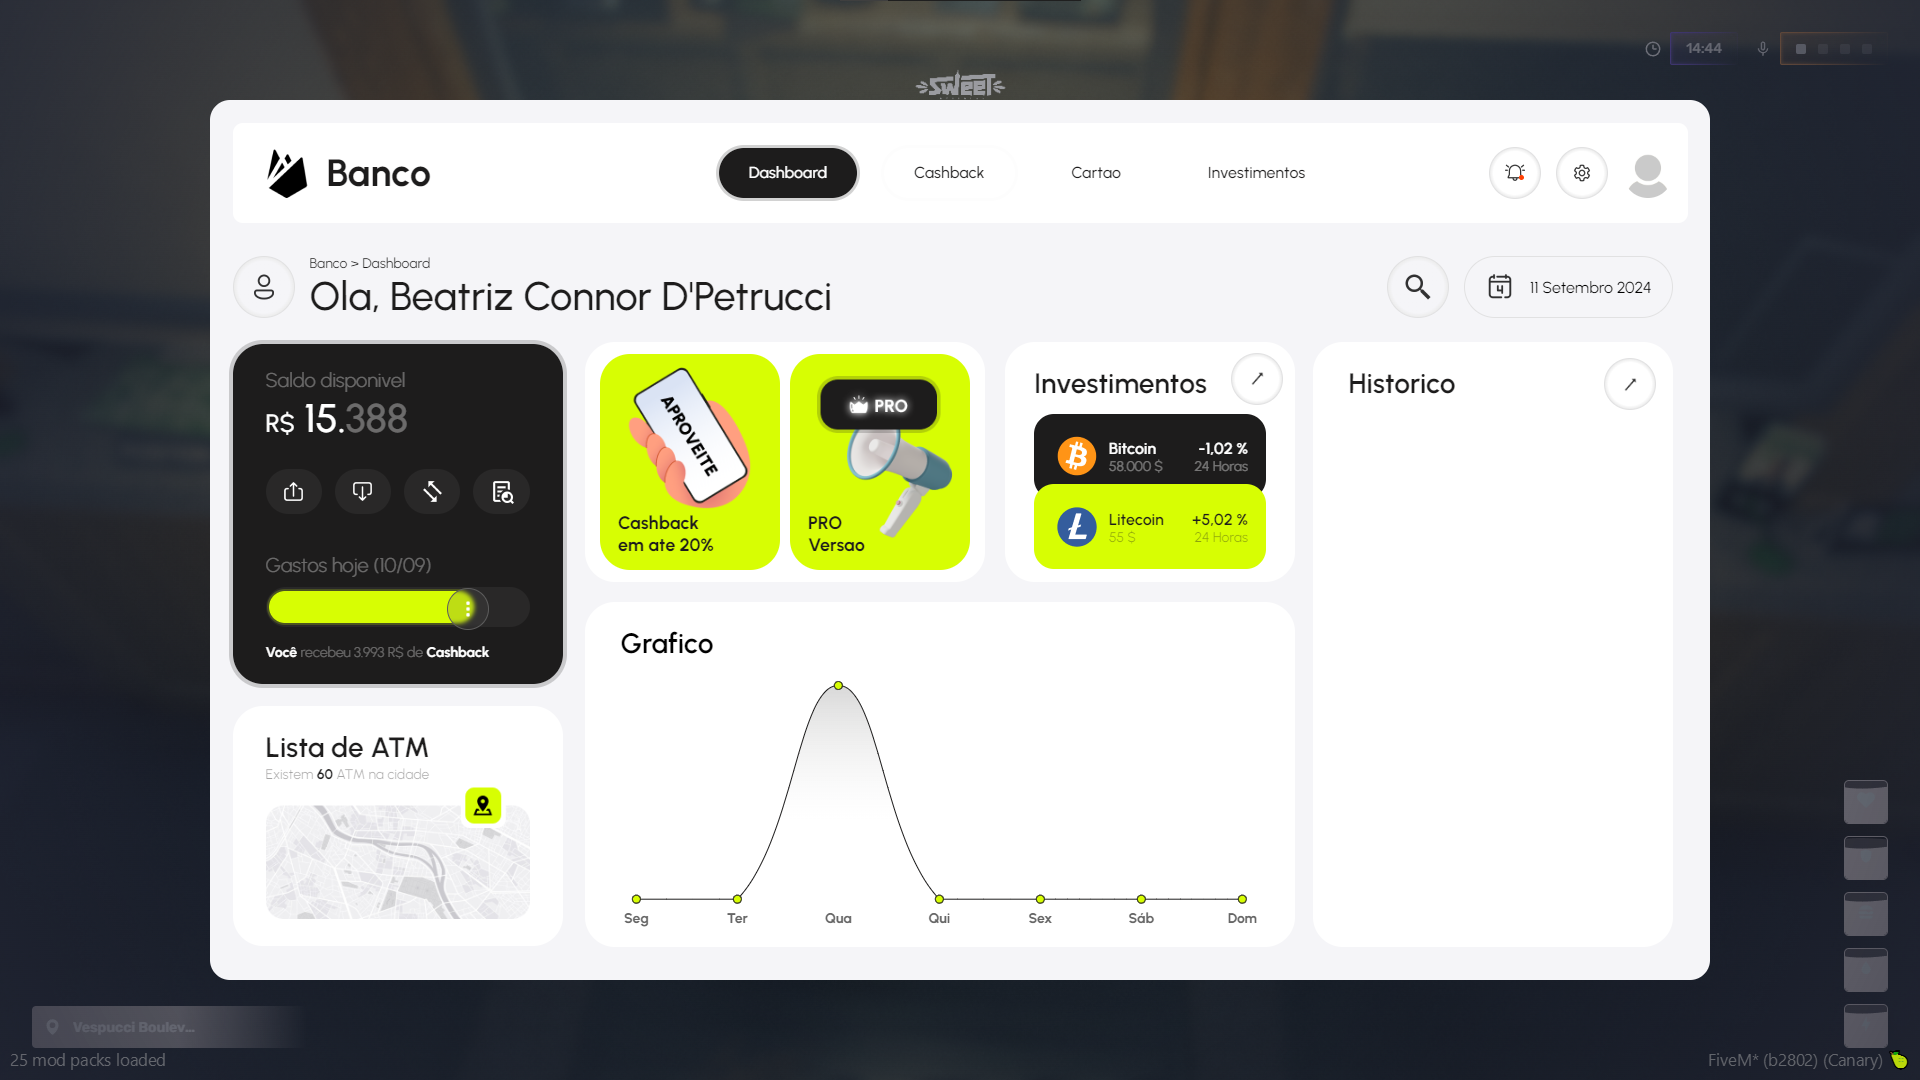 14:44
SWEET
Banco
Dashboard
Cashback
Cartao
Investimentos
Banco > Dashboard
Ola, Beatriz Connor D'Petrucci
11 Setembro 2024
Saldo disponivel
R$ 15.388
Gastos hoje (10/09)
Você recebeu 3.993 R$ de Cashback
APROVEITE
Cashback
em ate 20%
PRO
PRO
Versao
Investimentos
Bitcoin -1,02 %
58.000 $ 24 Horas
Litecoin +5,02 %
55 $ 24 Horas
Historico
Lista de ATM
Existem 60 ATM na cidade
Grafico
Seg Ter Qua Qui Sex Sáb Dom
Vespucci Boulev...
25 mod packs loaded
FiveM* (b2802) (Canary)